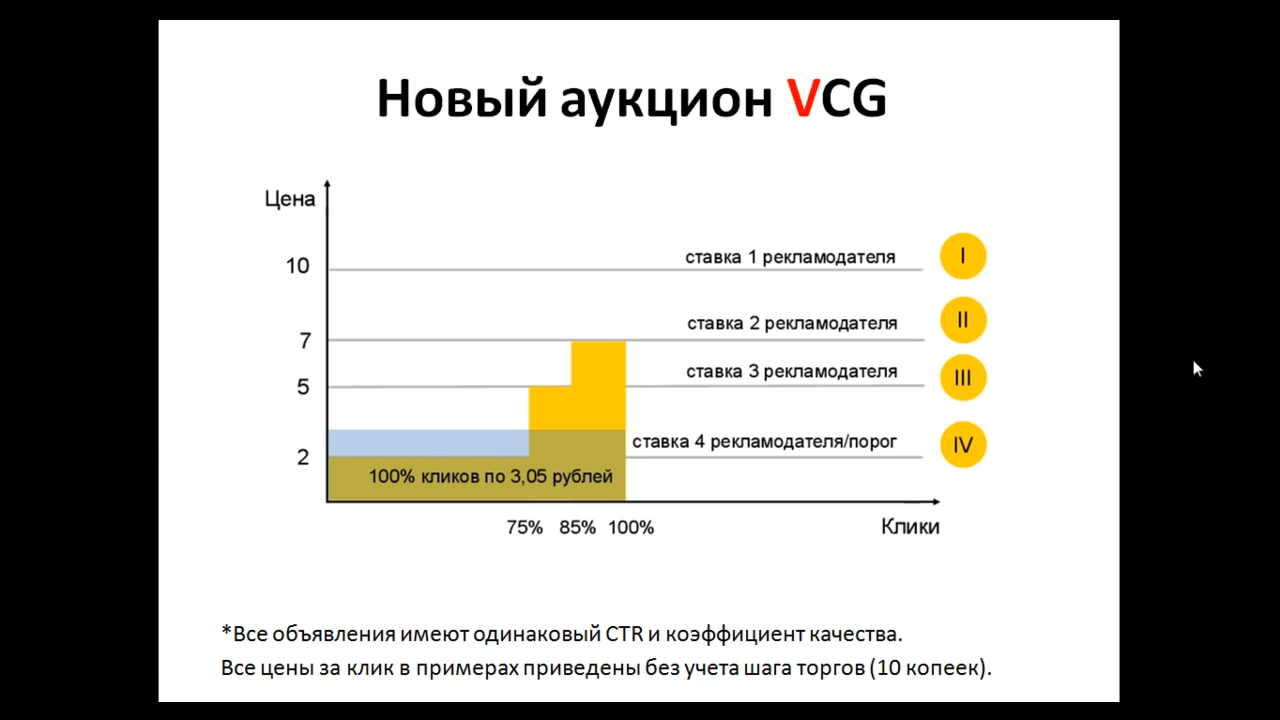 Новый аукцион VCG
Цена
10
ставка 1 рекламодателя
I
ставка 2 рекламодателя
II
7
ставка 3 рекламодателя
III
5
ставка 4 рекламодателя/порог
IV
2
100% кликов по 3,05 рублей
75% 85% 100%
Клики
*Все объявления имеют одинаковый CTR и коэффициент качества.
Все цены за клик в примерах приведены без учета шага торгов (10 копеек).